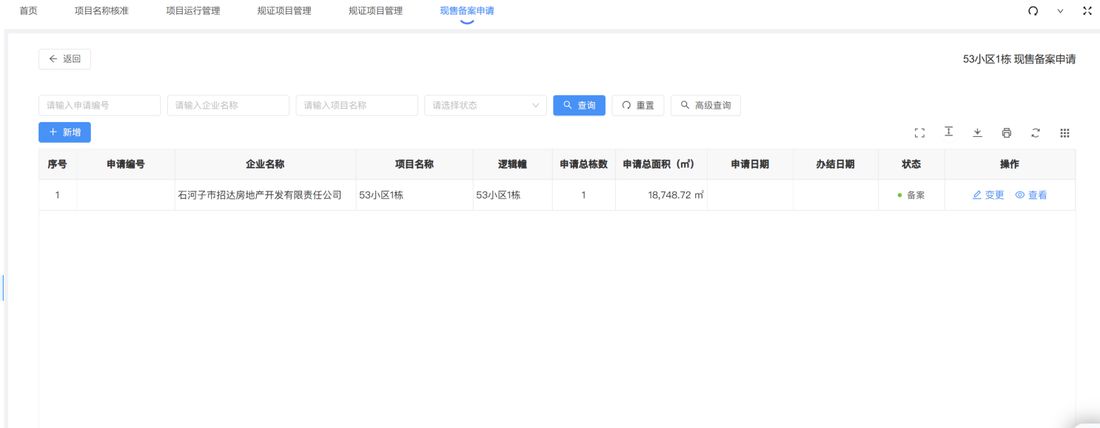 首页 项目名称核准 项目运行管理 规证项目管理 规证项目管理 现售备案申请
返回 53小区1栋 现售备案申请
请输入申请编号 请输入企业名称 请输入项目名称 请选择状态 查询 重置 高级查询
新增
序号 申请编号 企业名称 项目名称 逻辑幢 申请总栋数 申请总面积（㎡） 申请日期 办结日期 状态 操作
1 石河子市招达房地产开发有限责任公司 53小区1栋 53小区1栋 1 18,748.72 ㎡ 备案 变更 查看